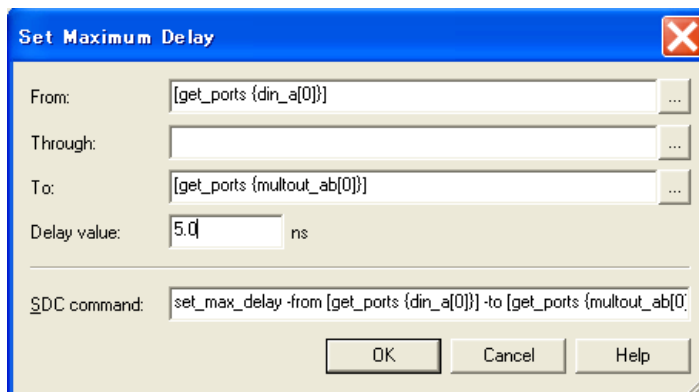 Set Maximum Delay
From: [get_ports {din_a[0]}] ...
Through: ...
To: [get_ports {multout_ab[0]}] ...
Delay value: 5.0 ns
SDC command: set_max_delay -from [get_ports {din_a[0]}] -to [get_ports {multout_ab[0]
OK Cancel Help